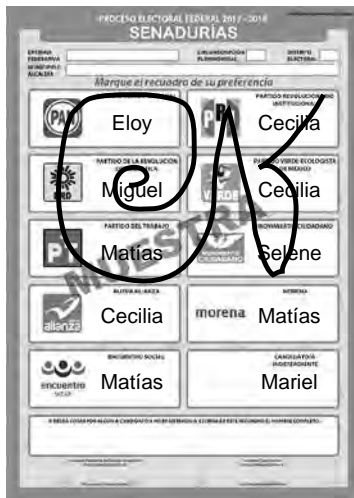 PROCESO ELECTORAL FEDERAL 2017 - 2018
SENADURÍAS
ENTIDAD FEDERATIVA
CIRCUNSCRIPCIÓN PLURINOMINAL
DISTRITO ELECTORAL
MUNICIPIO O ALCALDÍA
Marque el recuadro de su preferencia
PAN
Eloy
PARTIDO REVOLUCIONARIO INSTITUCIONAL
Cecilia
PARTIDO DE LA REVOLUCIÓN
PRD
Miguel
PARTIDO VERDE ECOLOGISTA DE MÉXICO
VERDE
Cecilia
PARTIDO DEL TRABAJO
PT
Matías
MOVIMIENTO CIUDADANO
MOVIMIENTO CIUDADANO
Selene
MUESTRA
NUEVA ALIANZA
alianza
Cecilia
MORENA
morena
Matías
ENCUENTRO SOCIAL
encuentro
social
Matías
CANDIDATO/A INDEPENDIENTE
Mariel